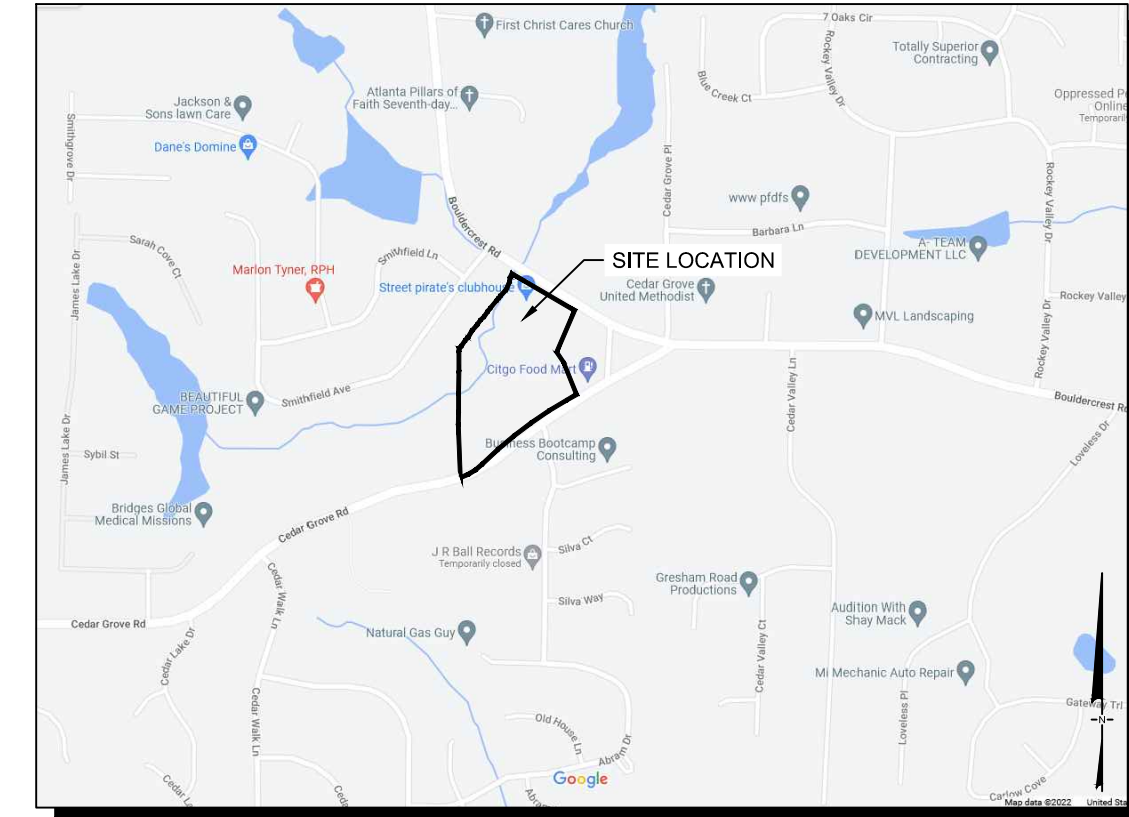 7 Oaks Cir
First Christ Cares Church
Totally Superior
Contracting
Rockey Valley Dr
Blue Creek Ct
Atlanta Pillars of
Faith Seventh-day...
Jackson &
Sons lawn Care
Oppressed
Online
Smithgrove Dr
Dane's Domine
Cedar Grove Pl
Rockey Valley Dr
www pfdfs
Bouldercrest Rd
Barbara Ln
Sarah Cove Ct
Smithfield Ln
A- TEAM
DEVELOPMENT LLC
James Lake Dr
SITE LOCATION
Marlon Tyner, RPH
Street pirate's clubhouse
Cedar Grove
United Methodist
Rockey Valley
MVL Landscaping
Rockey Valley Dr
Citgo Food Mart
Cedar Valley Ln
BEAUTIFUL
GAME PROJECT
Smithfield Ave
Bouldercrest Rd
James Lake Dr
Business Bootcamp
Consulting
Loveless Dr
Sybil St
Bridges Global
Medical Missions
Cedar Grove Rd
J R Ball Records
Temporarily closed
Silva Ct
Gresham Road
Productions
Cedar Walk Ln
Silva Way
Audition With
Shay Mack
Cedar Grove Rd
Natural Gas Guy
Cedar Lake Dr
Cedar Valley Ct
Mi Mechanic Auto Repair
Cedar Walk Ln
Loveless Pl
Gateway Trl
N
Old House Ln
Abram Dr
Google
Carlow Cove
Map data ©2022
United